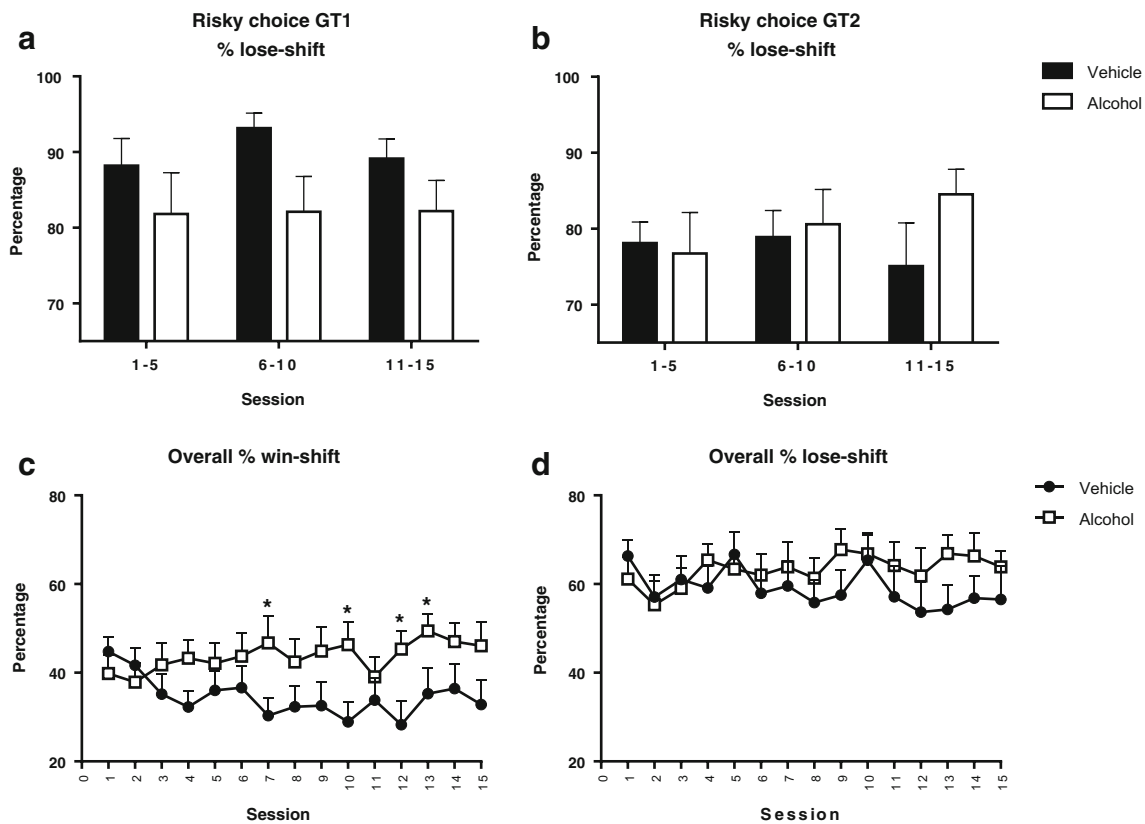 a
Risky choice GT1
% lose-shift
100
90
80
70
Percentage
1-5 6-10 11-15
Session
b
Risky choice GT2
% lose-shift
100
90
80
70
Percentage
1-5 6-10 11-15
Session
Vehicle
Alcohol
c
Overall % win-shift
80
60
40
20
Percentage
* * * *
0 1 2 3 4 5 6 7 8 9 10 11 12 13 14 15
Session
d
Overall % lose-shift
80
60
40
20
Percentage
0 1 2 3 4 5 6 7 8 9 10 11 12 13 14 15
Session
Vehicle
Alcohol